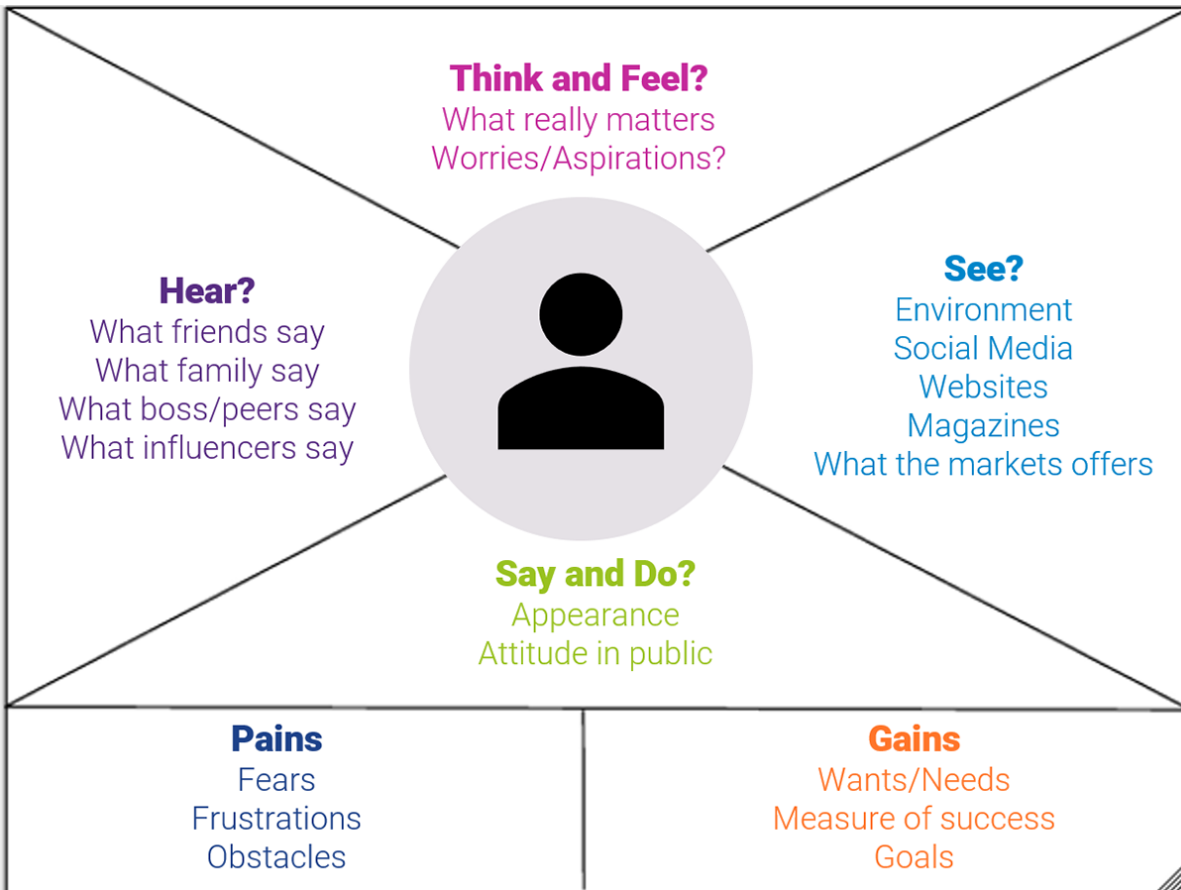 Think and Feel?
What really matters
Worries/Aspirations?
Hear?
What friends say
What family say
What boss/peers say
What influencers say
See?
Environment
Social Media
Websites
Magazines
What the markets offers
Say and Do?
Appearance
Attitude in public
Pains
Fears
Frustrations
Obstacles
Gains
Wants/Needs
Measure of success
Goals